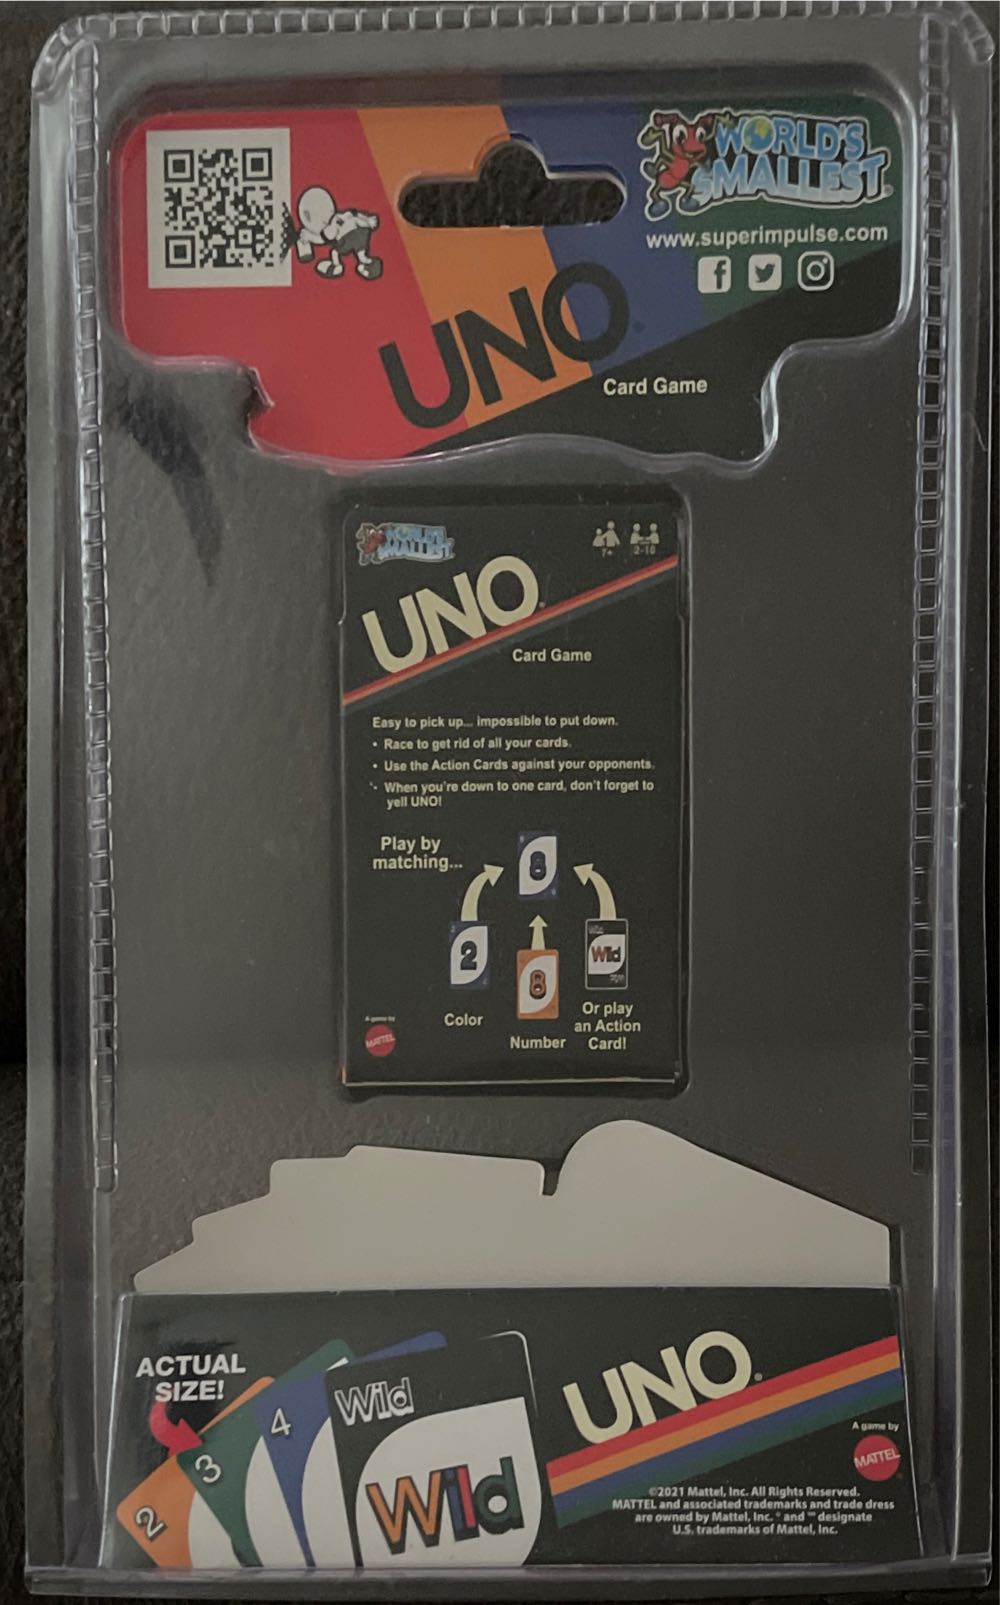 WORLD'S
SMALLEST
www.superimpulse.com
UNO
Card Game
WORLD'S
SMALLEST
7+ 2-10
UNO
Card Game
Easy to pick up... impossible to put down.
• Race to get rid of all your cards.
• Use the Action Cards against your opponents.
• When you're down to one card, don't forget to
yell UNO!
Play by
matching...
8
2
8
Wild
Wild
Color
Number
Or play
an Action
Card!
A game by
MATTEL
ACTUAL
SIZE!
2
3
4
Wild
Wild
UNO
A game by
MATTEL
©2021 Mattel, Inc. All Rights Reserved.
MATTEL and associated trademarks and trade dress
are owned by Mattel, Inc. ® and ™ designate
U.S. trademarks of Mattel, Inc.